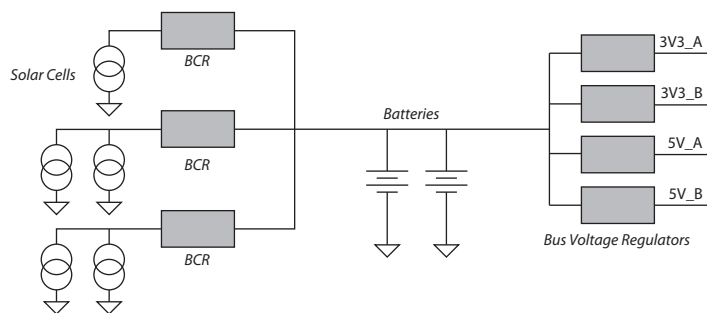 BCR
3V3_A
Solar Cells
3V3_B
Batteries
BCR
5V_A
5V_B
Bus Voltage Regulators
BCR